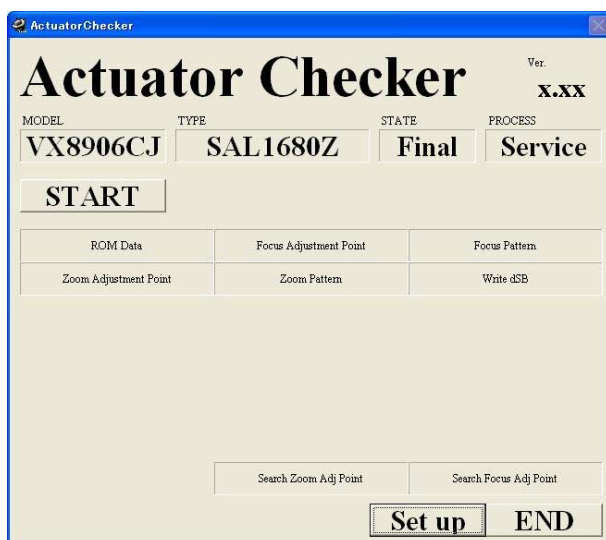 ActuatorChecker
Actuator Checker
Ver.
x.xx
MODEL TYPE STATE PROCESS
VX8906CJ SAL1680Z Final Service
START
ROM Data Focus Adjustment Point Focus Pattern
Zoom Adjustment Point Zoom Pattern Write dSB
Search Zoom Adj Point Search Focus Adj Point
Set up END